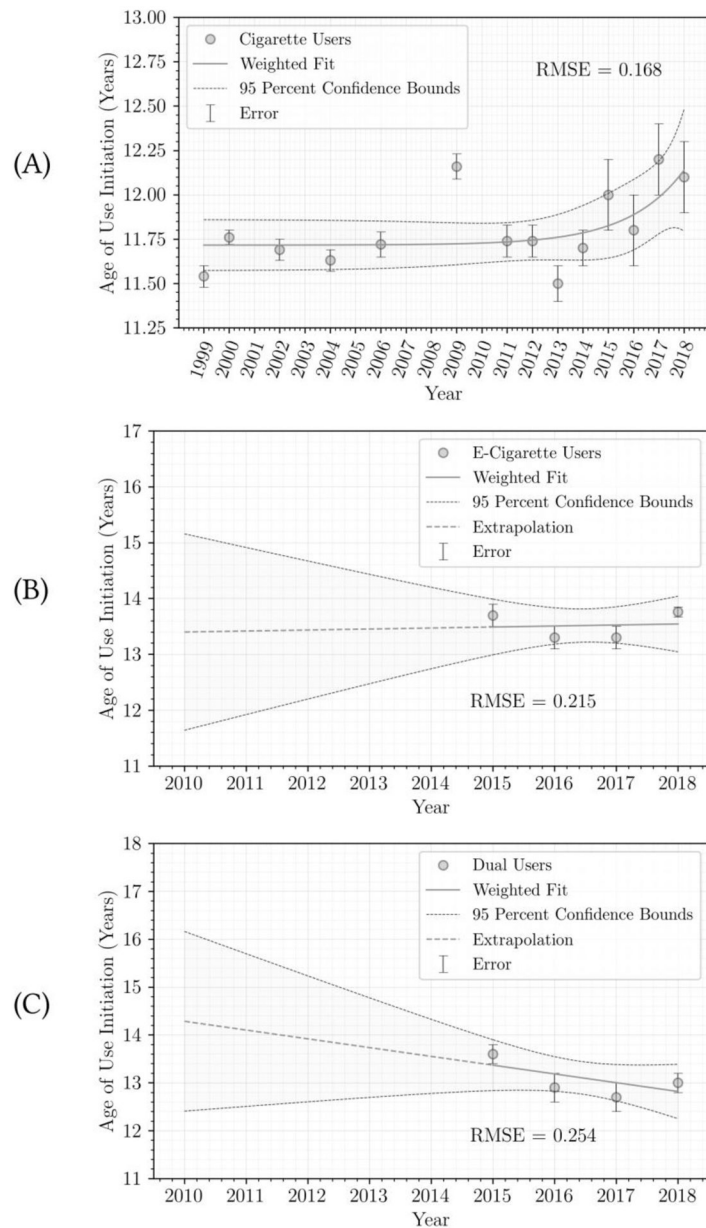 (A)
Age of Use Initiation (Years)
13.00
12.75
12.50
12.25
12.00
11.75
11.50
11.25
Cigarette Users
Weighted Fit
95 Percent Confidence Bounds
Error
RMSE = 0.168
1999 2000 2001 2002 2003 2004 2005 2006 2007 2008 2009 2010 2011 2012 2013 2014 2015 2016 2017 2018
Year
(B)
Age of Use Initiation (Years)
17
16
15
14
13
12
11
E-Cigarette Users
Weighted Fit
95 Percent Confidence Bounds
Extrapolation
Error
RMSE = 0.215
2010 2011 2012 2013 2014 2015 2016 2017 2018
Year
(C)
Age of Use Initiation (Years)
18
17
16
15
14
13
12
11
Dual Users
Weighted Fit
95 Percent Confidence Bounds
Extrapolation
Error
RMSE = 0.254
2010 2011 2012 2013 2014 2015 2016 2017 2018
Year